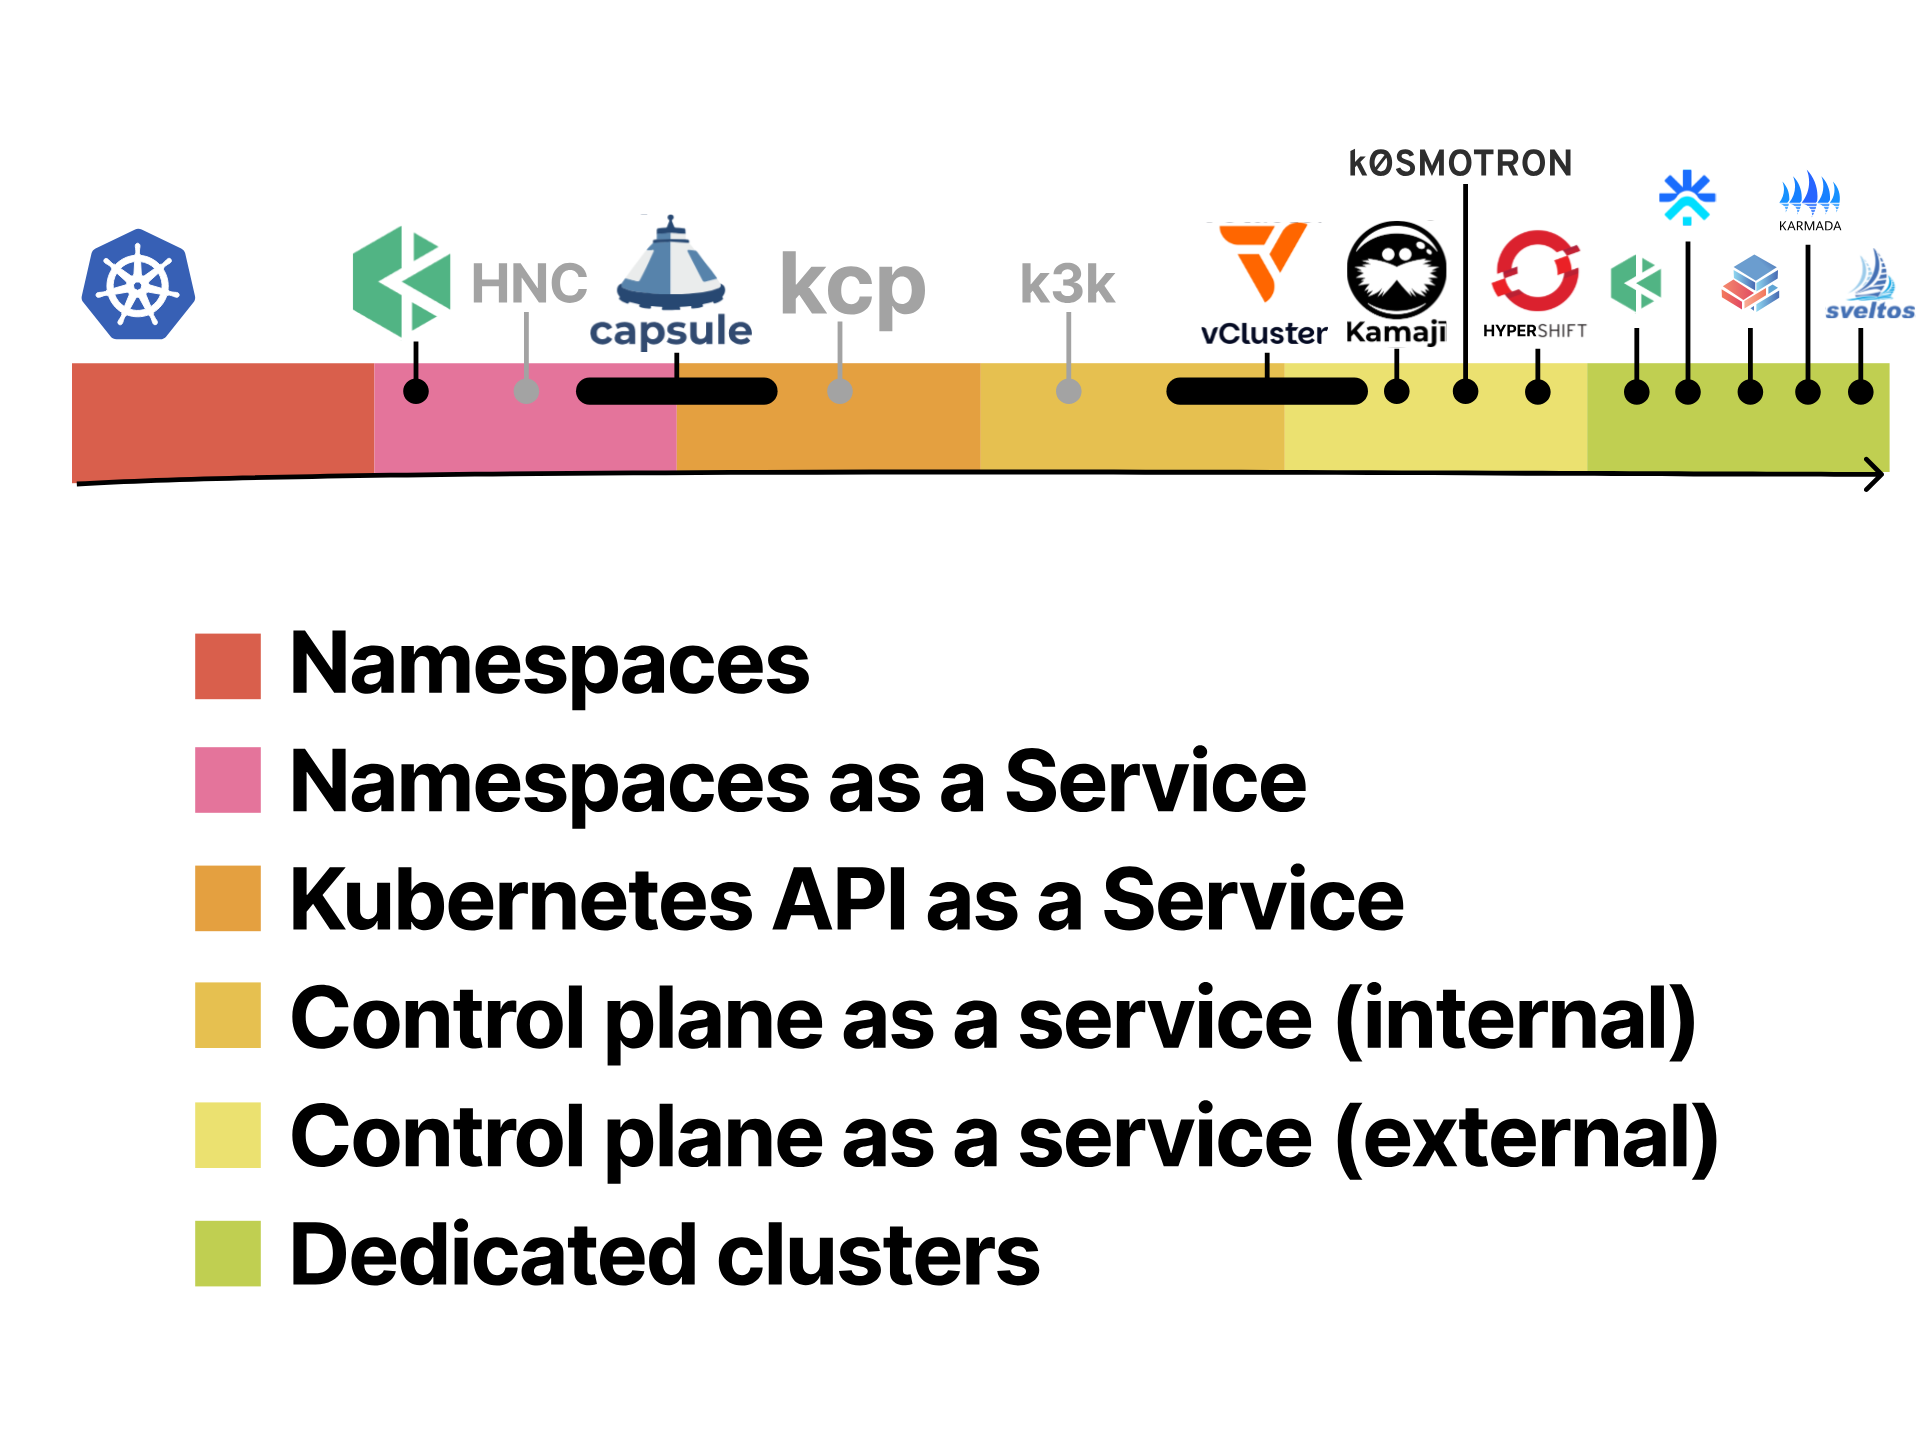 kØSMOTRON
KARMADA
HNC
kcp
k3k
sveltos
capsule
vCluster
Kamaji
HYPERSHIFT
Namespaces
Namespaces as a Service
Kubernetes API as a Service
Control plane as a service (internal)
Control plane as a service (external)
Dedicated clusters